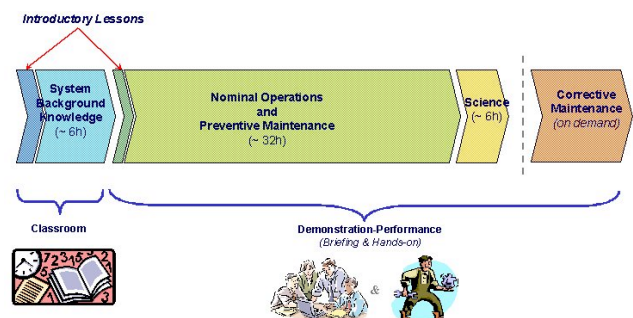 Introductory Lessons
System
Background
Knowledge
(~ 6h)
Nominal Operations
and
Preventive Maintenance
(~ 32h)
Science
(~ 6h)
Corrective
Maintenance
(on demand)
Classroom
Demonstration-Performance
(Briefing & Hands-on)
&